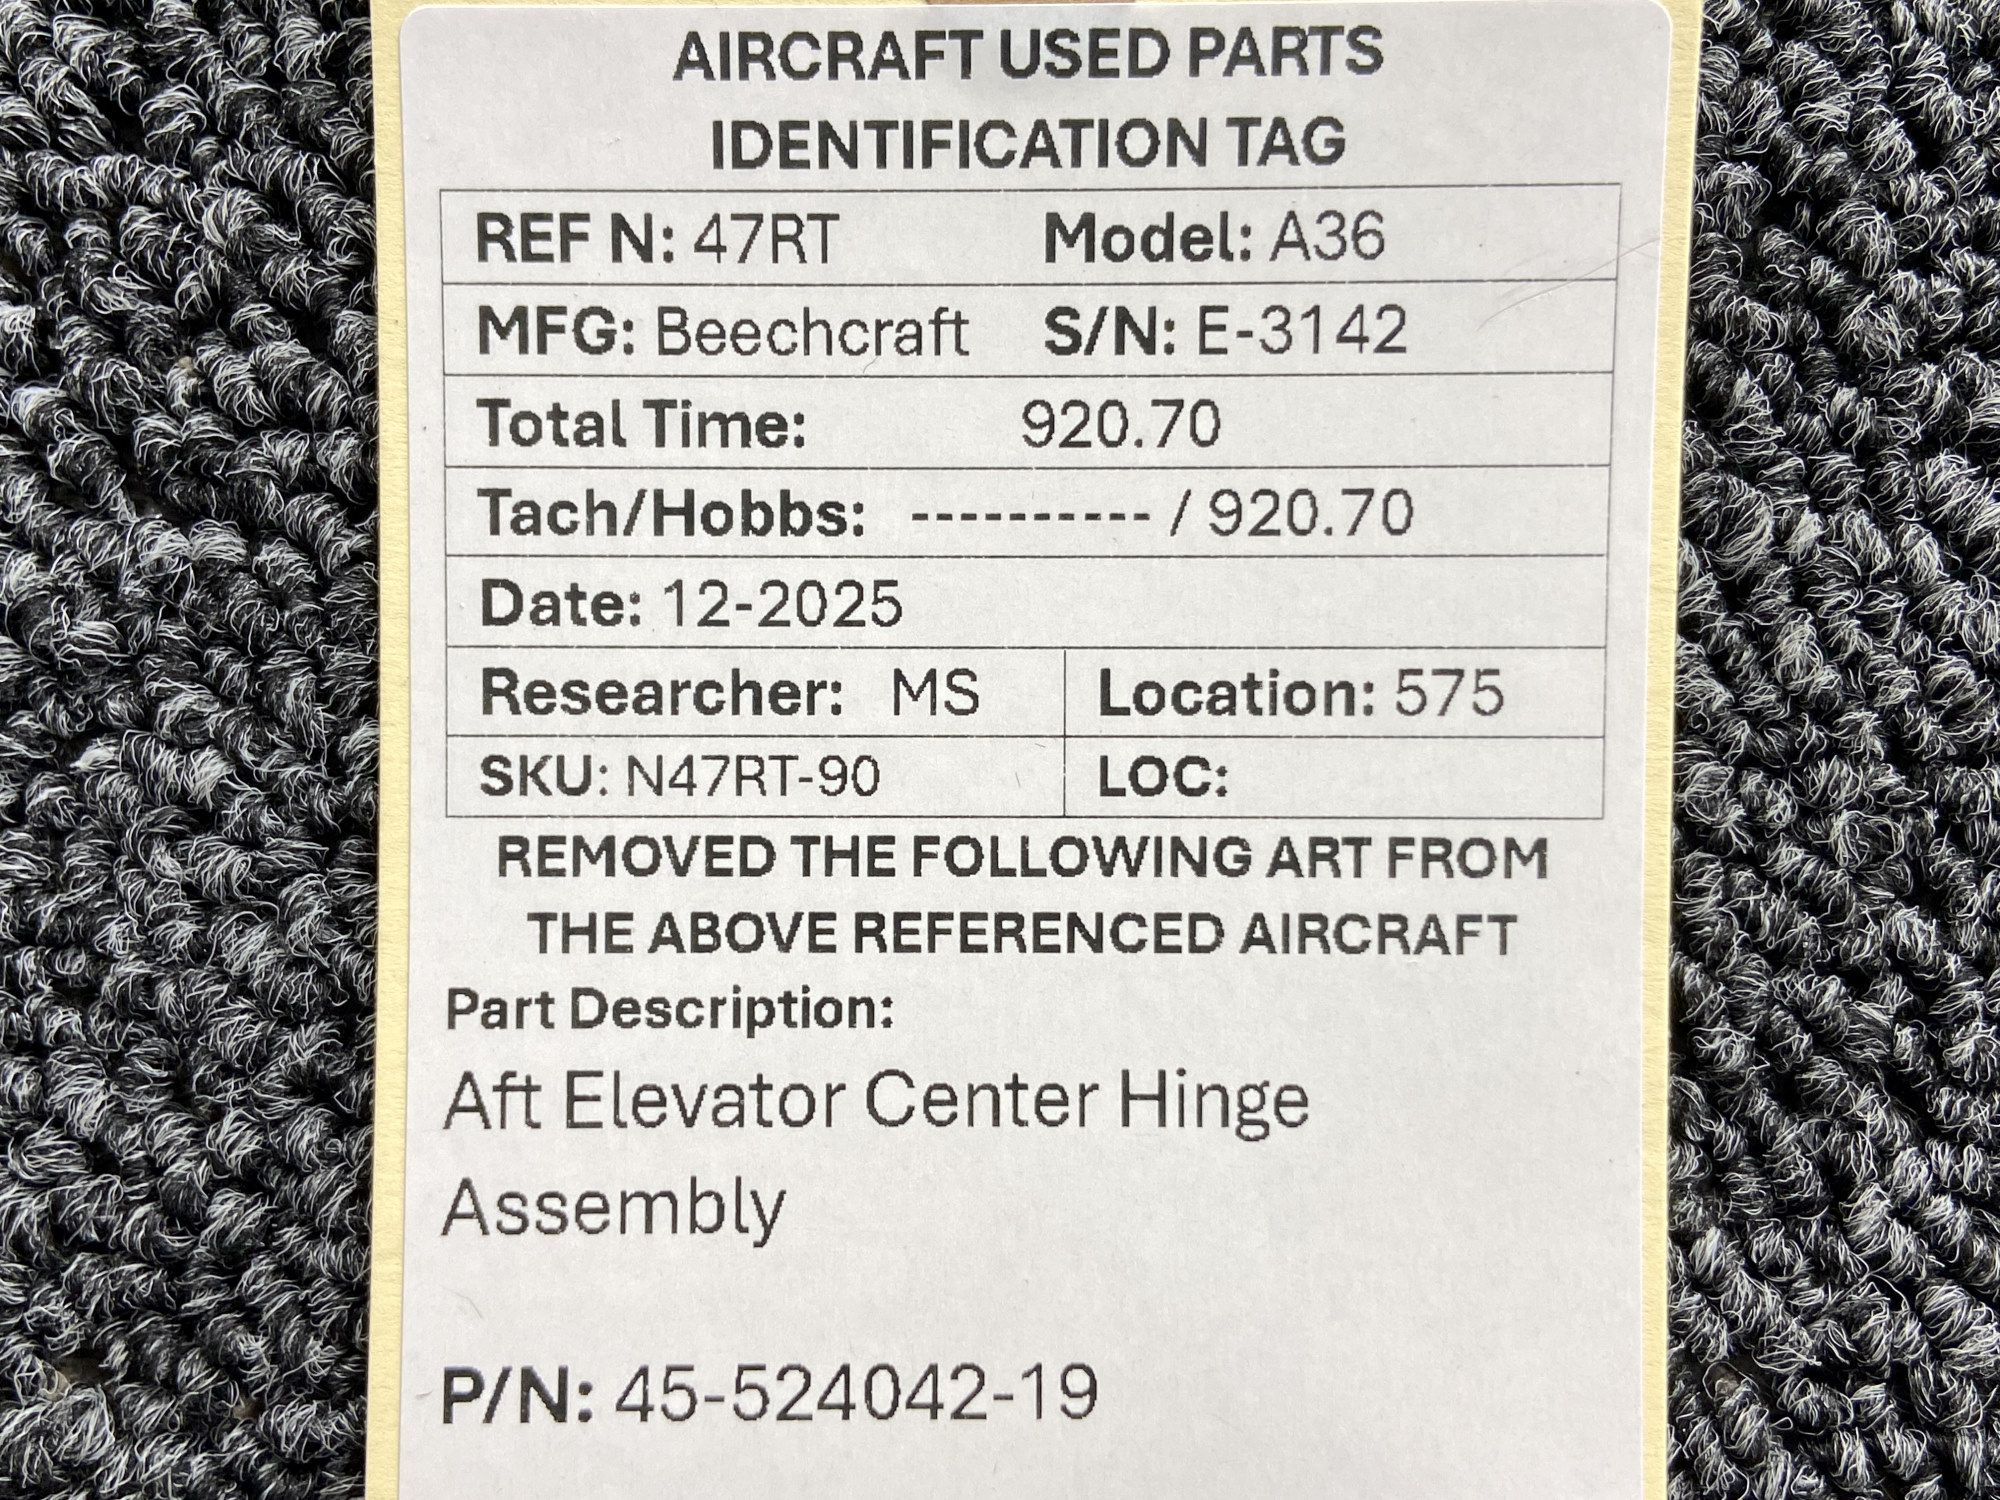 AIRCRAFT USED PARTS
IDENTIFICATION TAG
REF N: 47RT Model: A36
MFG: Beechcraft S/N: E-3142
Total Time: 920.70
Tach/Hobbs: ---------- / 920.70
Date: 12-2025
Researcher: MS Location: 575
SKU: N47RT-90 LOC:
REMOVED THE FOLLOWING ART FROM
THE ABOVE REFERENCED AIRCRAFT
Part Description:
Aft Elevator Center Hinge
Assembly
P/N: 45-524042-19